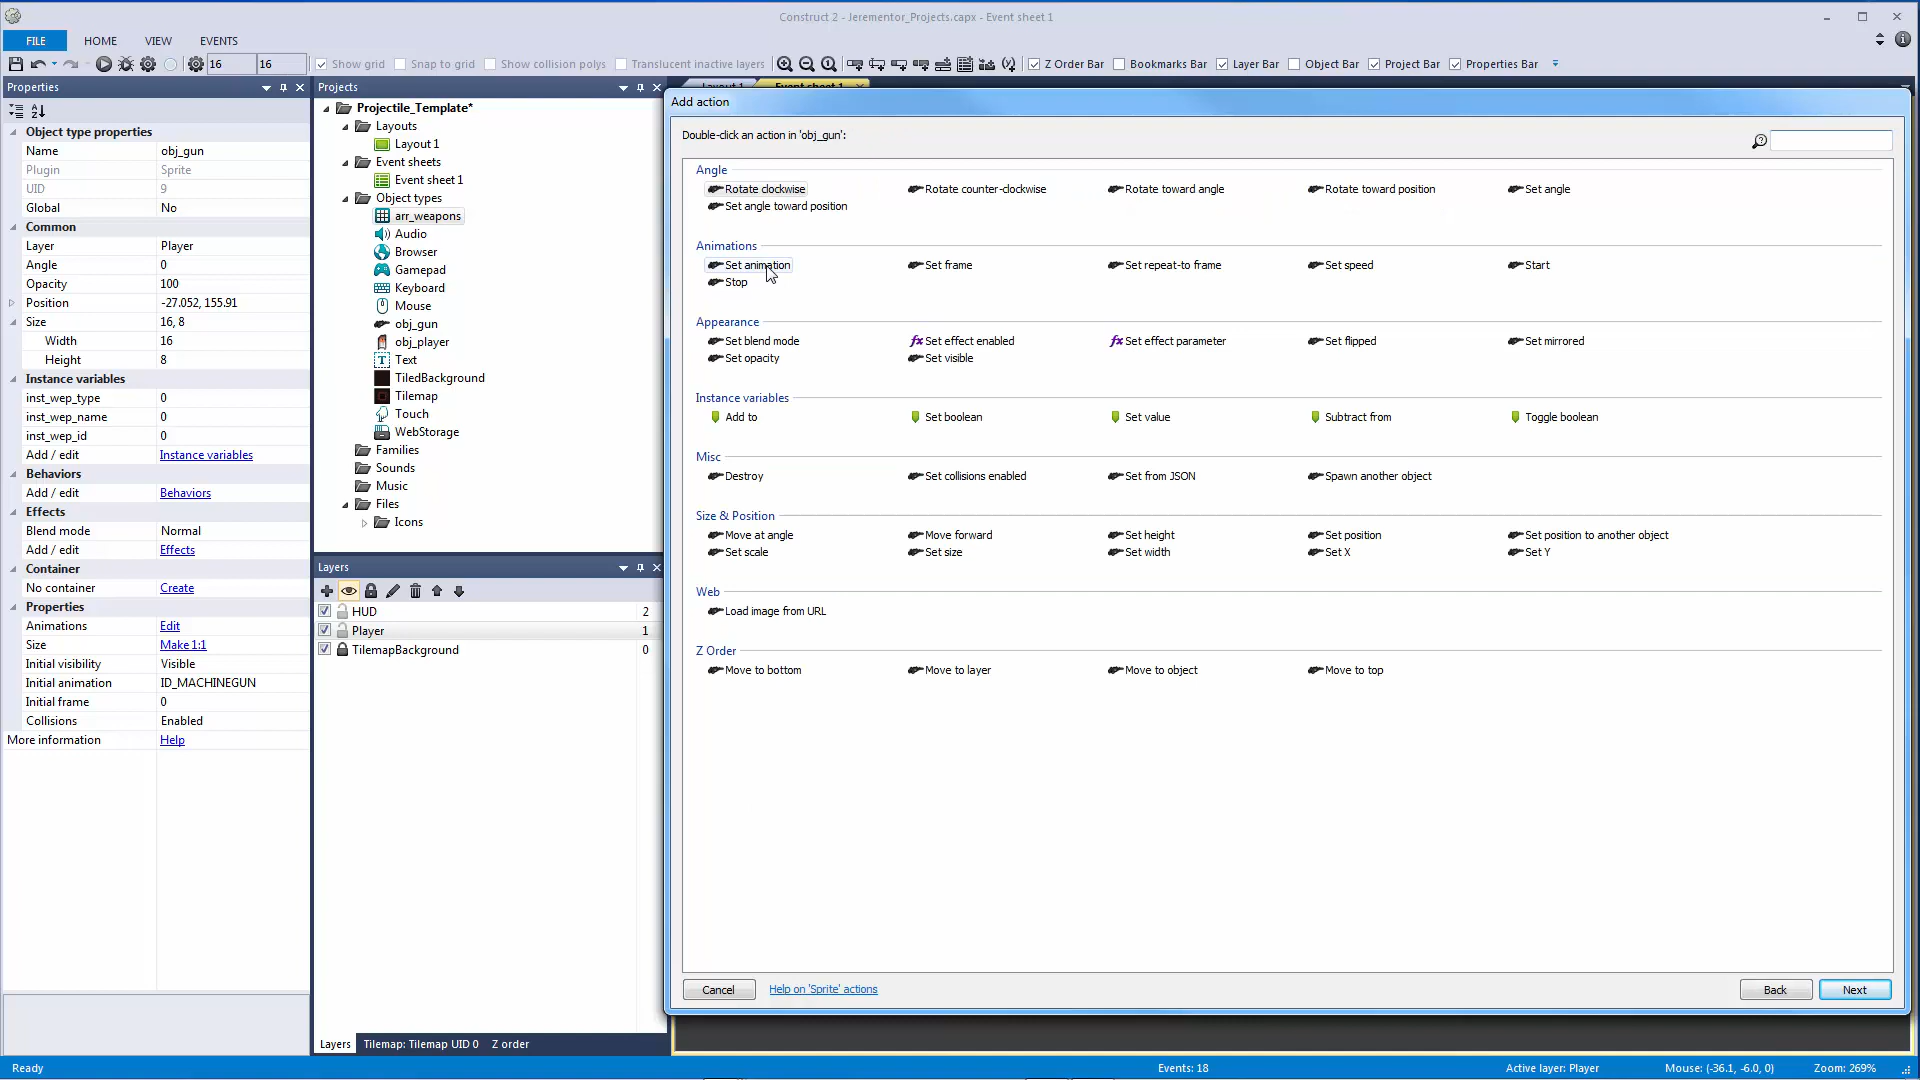 Construct 2 - Jerementor_Projects.capx - Event sheet 1
FILE HOME VIEW EVENTS
16 16 Show grid Snap to grid Show collision polys Translucent inactive layers Z Order Bar Bookmarks Bar Layer Bar Object Bar Project Bar Properties Bar
Properties
Object type properties
Name obj_gun
Plugin Sprite
UID 9
Global No
Common
Layer Player
Angle 0
Opacity 100
Position -27.052, 155.91
Size 16, 8
Width 16
Height 8
Instance variables
inst_wep_type 0
inst_wep_name 0
inst_wep_id 0
Add / edit Instance variables
Behaviors
Add / edit Behaviors
Effects
Blend mode Normal
Add / edit Effects
Container
No container Create
Properties
Animations Edit
Size Make 1:1
Initial visibility Visible
Initial animation ID_MACHINEGUN
Initial frame 0
Collisions Enabled
More information Help
Projects
Projectile_Template*
Layouts
Layout 1
Event sheets
Event sheet 1
Object types
arr_weapons
Audio
Browser
Gamepad
Keyboard
Mouse
obj_gun
obj_player
Text
TiledBackground
Tilemap
Touch
WebStorage
Families
Sounds
Music
Files
Icons
Layers
HUD 2
Player 1
TilemapBackground 0
Layers Tilemap: Tilemap UID 0 Z order
Layout 1 Event sheet 1
Add action
Double-click an action in 'obj_gun':
Angle
Rotate clockwise Rotate counter-clockwise Rotate toward angle Rotate toward position Set angle
Set angle toward position
Animations
Set animation Set frame Set repeat-to frame Set speed Start
Stop
Appearance
Set blend mode Set effect enabled Set effect parameter Set flipped Set mirrored
Set opacity Set visible
Instance variables
Add to Set boolean Set value Subtract from Toggle boolean
Misc
Destroy Set collisions enabled Set from JSON Spawn another object
Size & Position
Move at angle Move forward Set height Set position Set position to another object
Set scale Set size Set width Set X Set Y
Web
Load image from URL
Z Order
Move to bottom Move to layer Move to object Move to top
Cancel Help on 'Sprite' actions Back Next
Ready Events: 18 Active layer: Player Mouse: (-36.1, -6.0, 0) Zoom: 269%